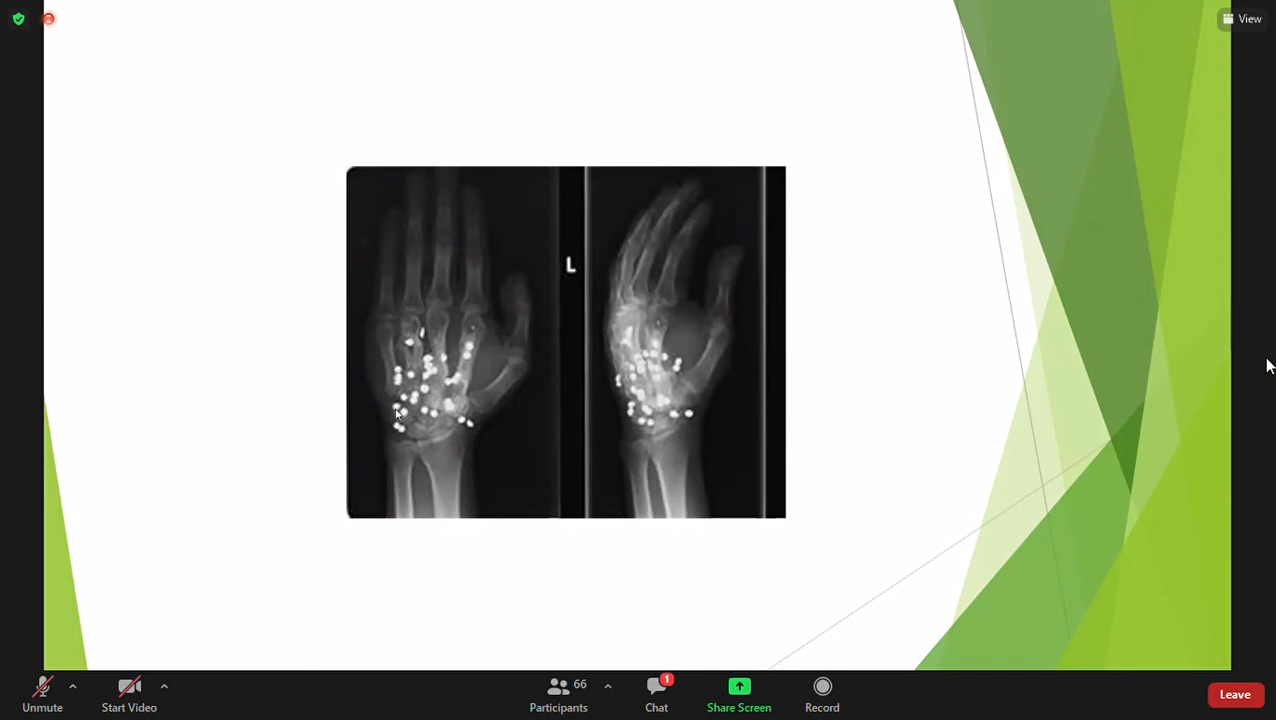 View
L
66
1
Unmute
Start Video
Participants
Chat
Share Screen
Record
Leave